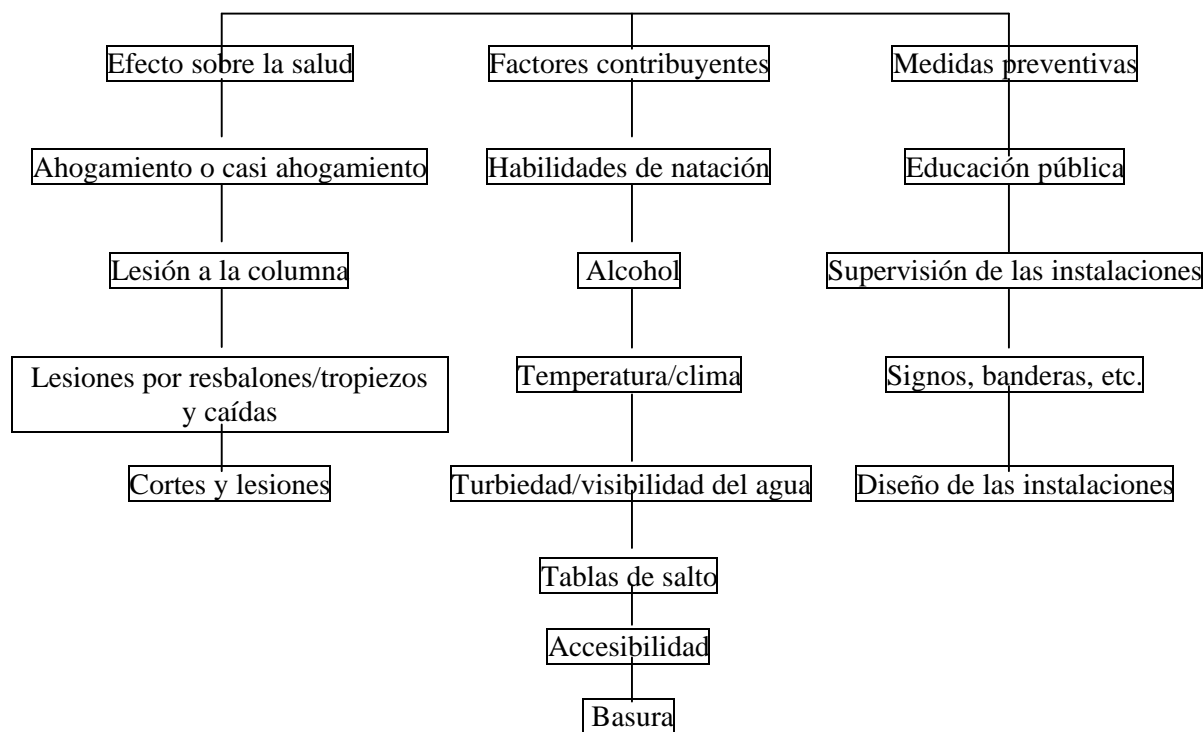 Efecto sobre la salud
Factores contribuyentes
Medidas preventivas
Ahogamiento o casi ahogamiento
Habilidades de natación
Educación pública
Lesión a la columna
Alcohol
Supervisión de las instalaciones
Lesiones por resbalones/tropiezos
y caídas
Temperatura/clima
Signos, banderas, etc.
Cortes y lesiones
Turbiedad/visibilidad del agua
Diseño de las instalaciones
Tablas de salto
Accesibilidad
Basura